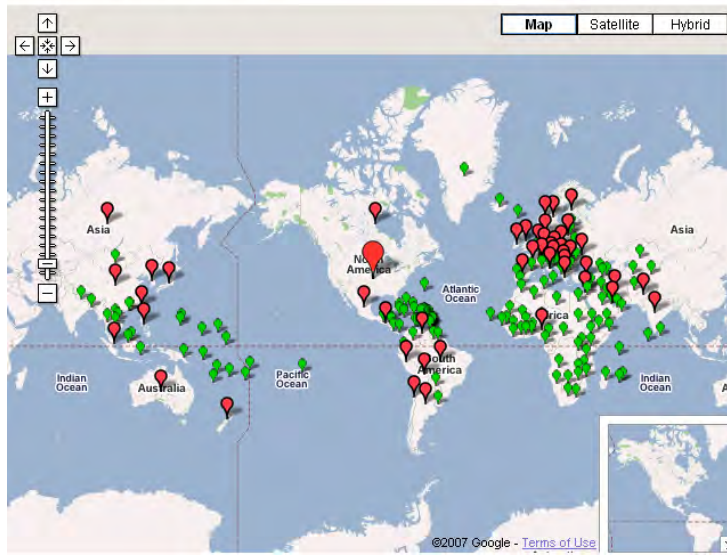 Map Satellite Hybrid
Asia
Asia
North
America
Atlantic
Ocean
Africa
South
America
Indian
Ocean
Australia
Pacific
Ocean
Indian
Ocean
©2007 Google - Terms of Use